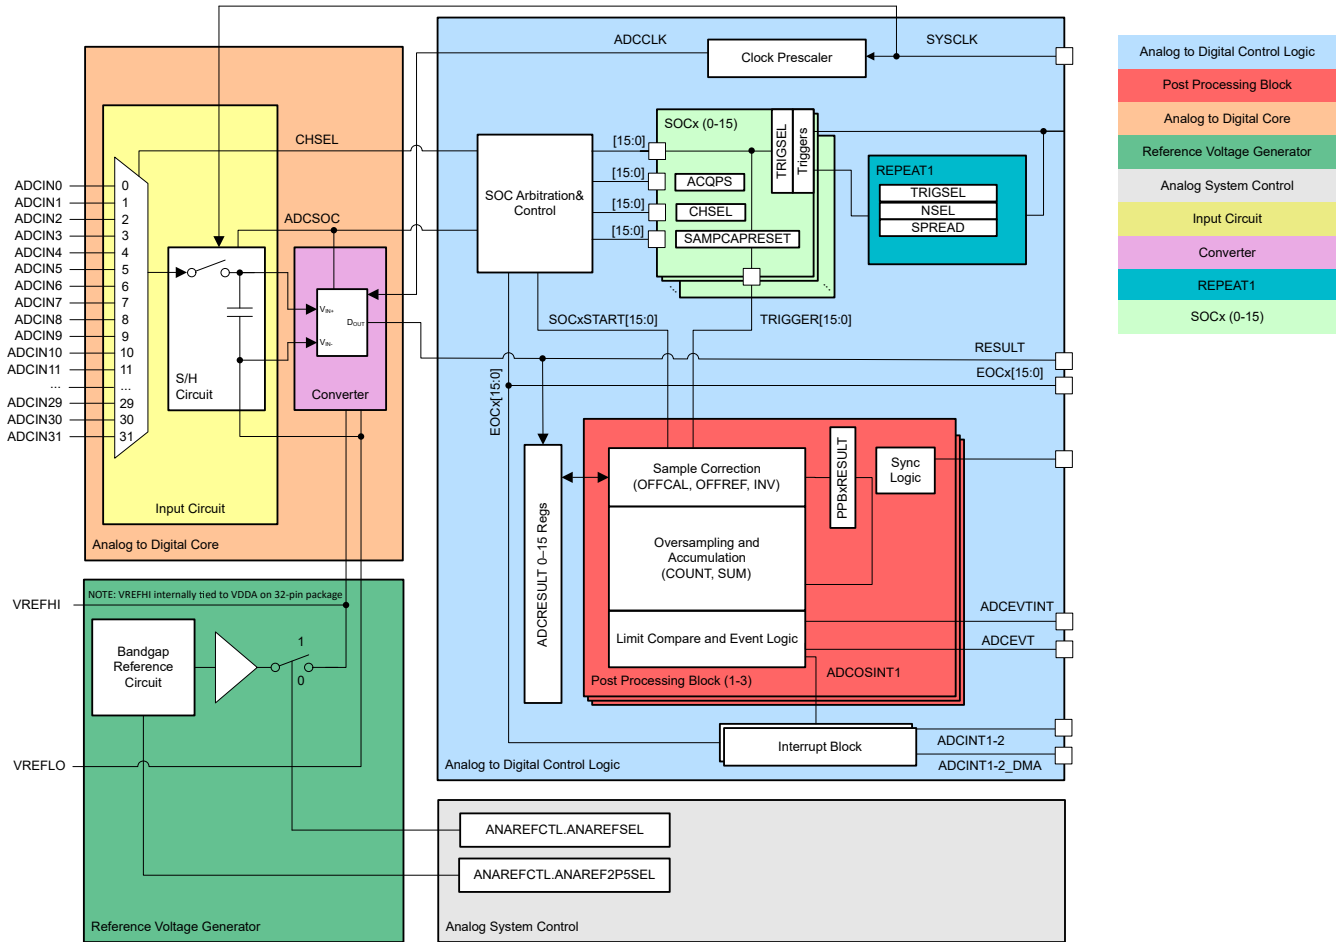 ADCCLK
SYSCLK
Clock Prescaler
Analog to Digital Control Logic
Post Processing Block
Analog to Digital Core
Reference Voltage Generator
Analog System Control
Input Circuit
Converter
REPEAT1
SOCx (0-15)
CHSEL
ADCSOC
SOC Arbitration&
Control
[15:0]
[15:0]
[15:0]
[15:0]
SOCx (0-15)
TRIGSEL
Triggers
ACQPS
CHSEL
SAMPCAPRESET
REPEAT1
TRIGSEL
NSEL
SPREAD
ADCIN0
ADCIN1
ADCIN2
ADCIN3
ADCIN4
ADCIN5
ADCIN6
ADCIN7
ADCIN8
ADCIN9
ADCIN10
ADCIN11
...
ADCIN29
ADCIN30
ADCIN31
0
1
2
3
4
5
6
7
8
9
10
11
...
29
30
31
S/H
Circuit
VIN+
VIN-
DOUT
Converter
Input Circuit
Analog to Digital Core
SOCxSTART[15:0]
TRIGGER[15:0]
RESULT
EOCx[15:0]
EOCx[15:0]
ADCRESULT 0–15 Regs
Sample Correction
(OFFCAL, OFFREF, INV)
Oversampling and
Accumulation
(COUNT, SUM)
Limit Compare and Event Logic
PPBxRESULT
Sync
Logic
Post Processing Block (1-3)
ADCEVTINT
ADCEVT
ADCOSINT1
Interrupt Block
ADCINT1-2
ADCINT1-2_DMA
Analog to Digital Control Logic
VREFHI
NOTE: VREFHI internally tied to VDDA on 32-pin package
Bandgap
Reference
Circuit
1
0
VREFLO
Reference Voltage Generator
ANAREFCTL.ANAREFSEL
ANAREFCTL.ANAREF2P5SEL
Analog System Control